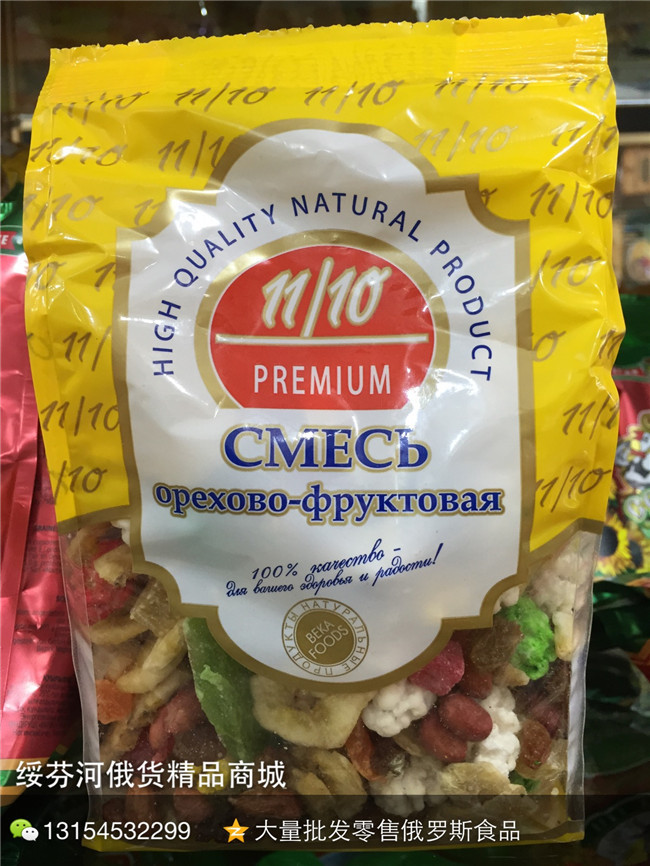 HIGH QUALITY NATURAL PRODUCT
11/10
PREMIUM
СМЕСЬ
орехово-фруктовая
100% качество -
для вашего здоровья и радости!
НАТУРАЛЬНЫЕ ПРОДУКТЫ
BEKA
FOODS
绥芬河俄货精品商城
13154532299 大量批发零售俄罗斯食品